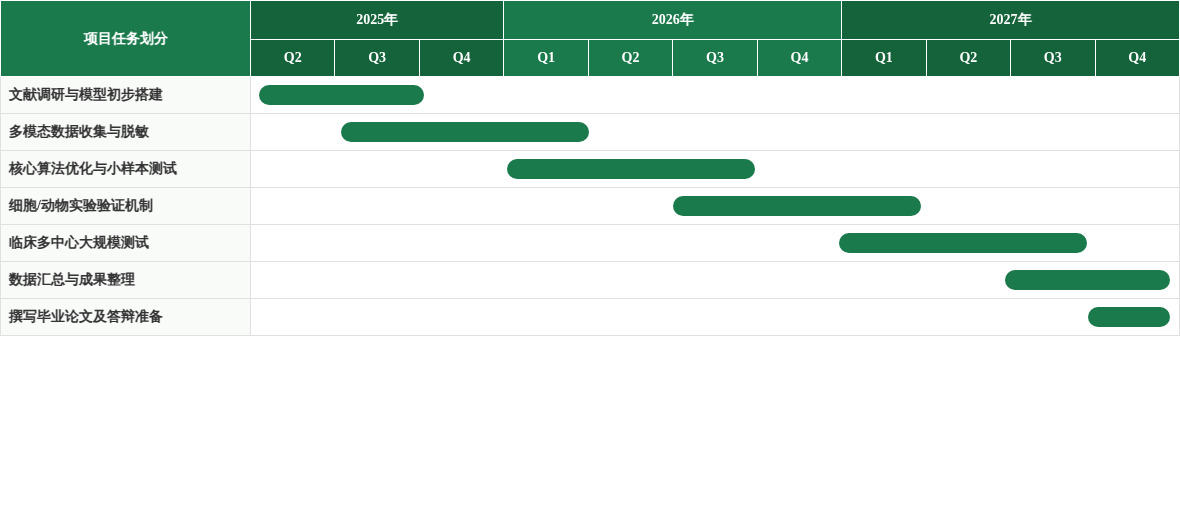 项目任务划分
2025年 2026年 2027年
Q2 Q3 Q4 Q1 Q2 Q3 Q4 Q1 Q2 Q3 Q4
文献调研与模型初步搭建
多模态数据收集与脱敏
核心算法优化与小样本测试
细胞/动物实验验证机制
临床多中心大规模测试
数据汇总与成果整理
撰写毕业论文及答辩准备